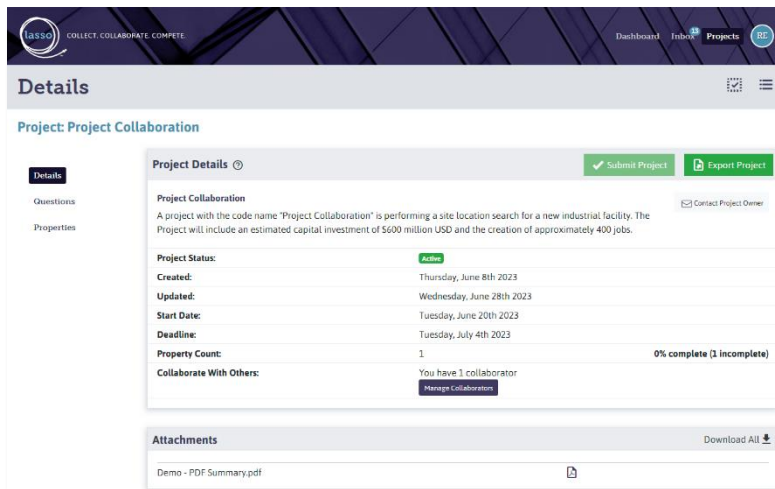 lasso
COLLECT. COLLABORATE. COMPETE.
Dashboard Inbox 13 Projects RE
Details
Project: Project Collaboration
Details
Questions
Properties
Project Details
Submit Project
Export Project
Project Collaboration
Contact Project Owner
A project with the code name "Project Collaboration" is performing a site location search for a new industrial facility. The
Project will include an estimated capital investment of $600 million USD and the creation of approximately 400 jobs.
Project Status: Active
Created: Thursday, June 8th 2023
Updated: Wednesday, June 28th 2023
Start Date: Tuesday, June 20th 2023
Deadline: Tuesday, July 4th 2023
Property Count: 1 0% complete (1 incomplete)
Collaborate With Others: You have 1 collaborator
Manage Collaborators
Attachments Download All
Demo - PDF Summary.pdf